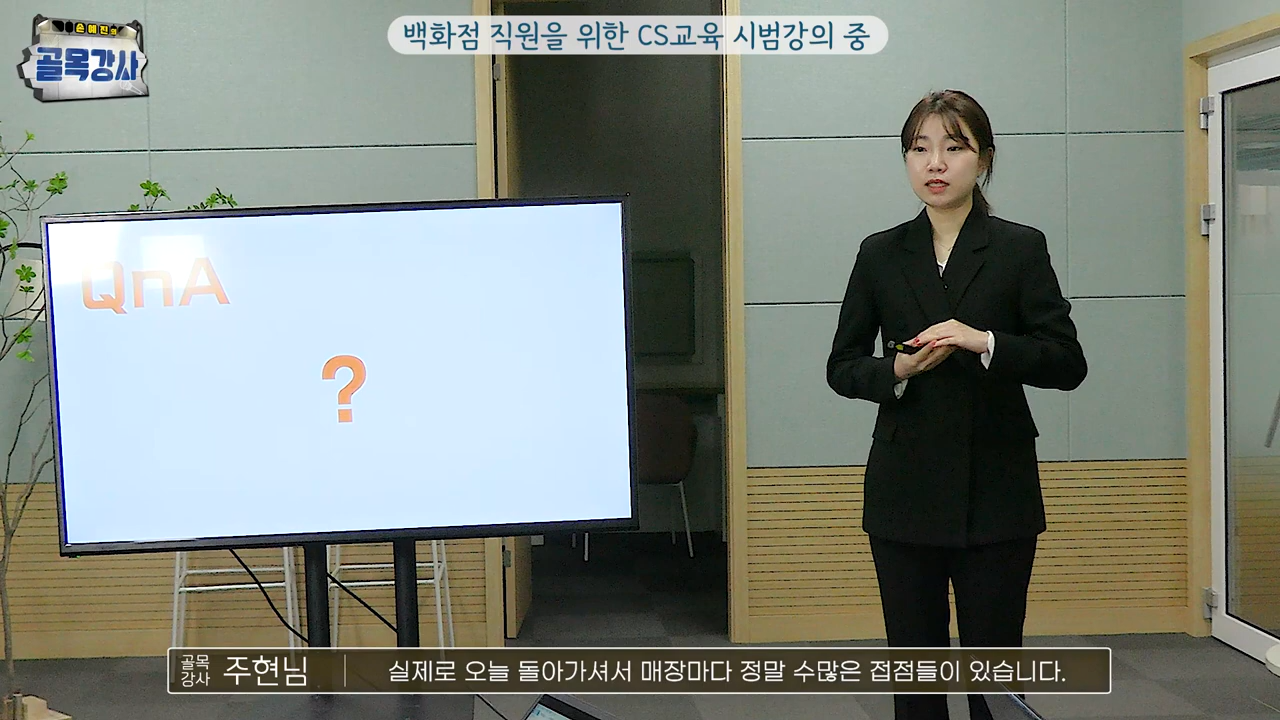 손예진의
골목강사
백화점 직원을 위한 CS교육 시범강의 중
QnA
?
골목
강사
주현님
실제로 오늘 돌아가셔서 매장마다 정말 수많은 접점들이 있습니다.